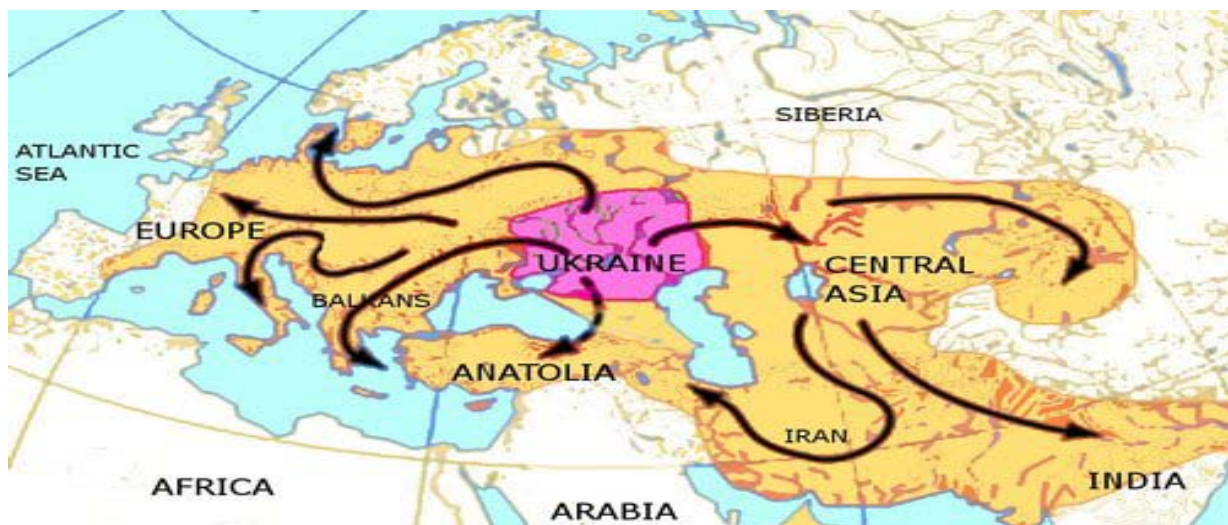 SIBERIA
ATLANTIC
SEA
EUROPE
UKRAINE
CENTRAL
ASIA
BALKANS
ANATOLIA
IRAN
AFRICA
INDIA
ARABIA